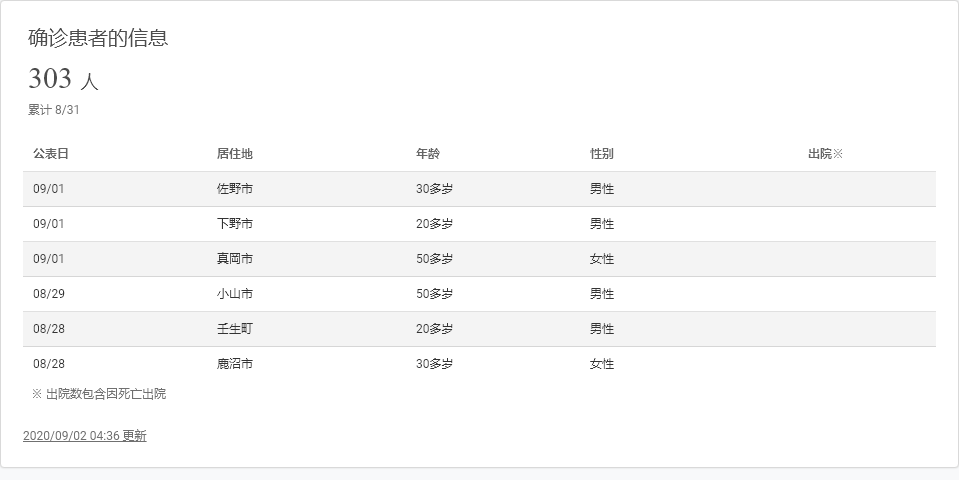 确诊患者的信息
303 人
累计 8/31
公表日 居住地 年龄 性别 出院※
09/01 佐野市 30多岁 男性
09/01 下野市 20多岁 男性
09/01 真岡市 50多岁 女性
08/29 小山市 50多岁 男性
08/28 壬生町 20多岁 男性
08/28 鹿沼市 30多岁 女性
※ 出院数包含因死亡出院
2020/09/02 04:36 更新